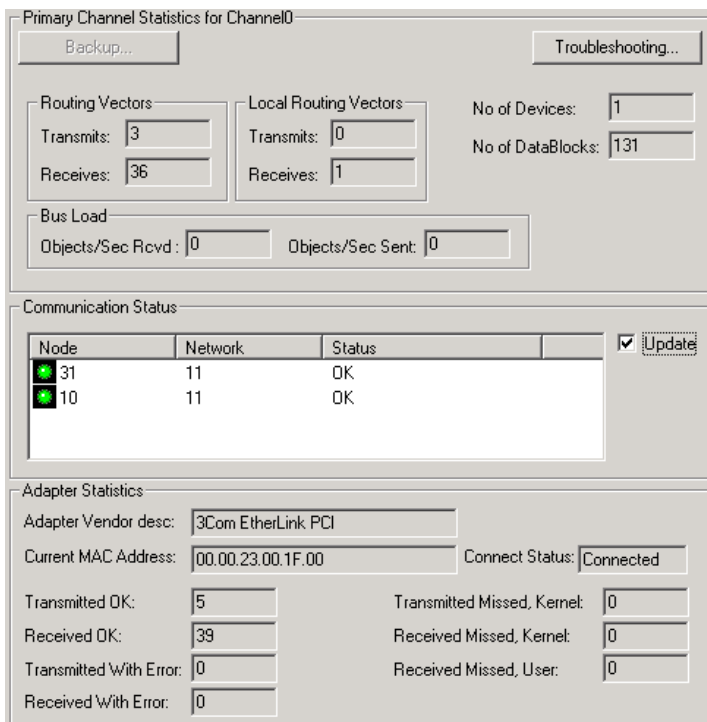 Primary Channel Statistics for Channel0
Backup...
Troubleshooting...
Routing Vectors
Transmits: 3
Receives: 36
Local Routing Vectors
Transmits: 0
Receives: 1
No of Devices: 1
No of DataBlocks: 131
Bus Load
Objects/Sec Rcvd : 0 Objects/Sec Sent: 0
Communication Status
Node Network Status
31 11 OK
10 11 OK
Update
Adapter Statistics
Adapter Vendor desc: 3Com EtherLink PCI
Current MAC Address: 00.00.23.00.1F.00 Connect Status: Connected
Transmitted OK: 5 Transmitted Missed, Kernel: 0
Received OK: 39 Received Missed, Kernel: 0
Transmitted With Error: 0 Received Missed, User: 0
Received With Error: 0